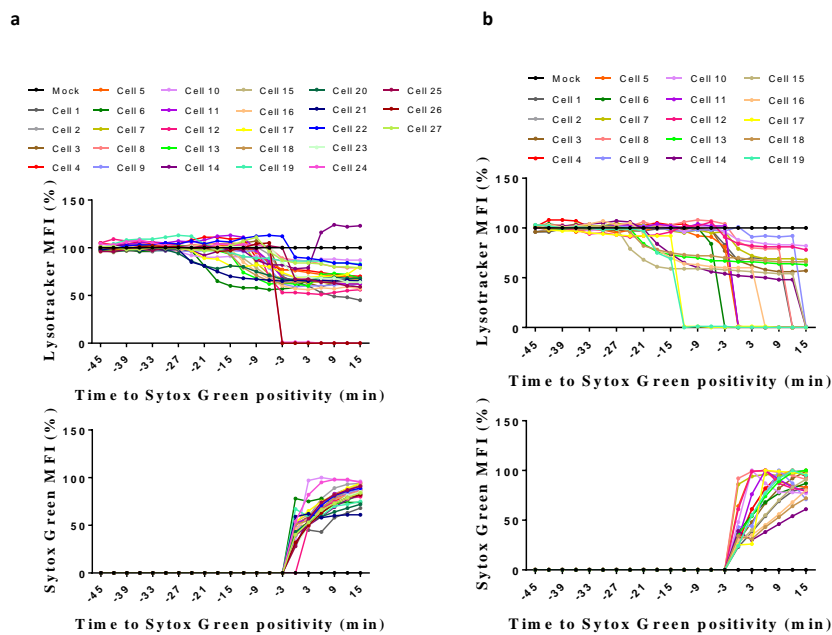 a
b
Mock Cell 5 Cell 10 Cell 15 Cell 20 Cell 25
Cell 1 Cell 6 Cell 11 Cell 16 Cell 21 Cell 26
Cell 2 Cell 7 Cell 12 Cell 17 Cell 22 Cell 27
Cell 3 Cell 8 Cell 13 Cell 18 Cell 23
Cell 4 Cell 9 Cell 14 Cell 19 Cell 24
Lysotracker MFI (%)
150
100
50
0
-45 -39 -33 -27 -21 -15 -9 -3 3 9 15
Time to Sytox Green positivity (min)
Sytox Green MFI (%)
150
100
50
0
-45 -39 -33 -27 -21 -15 -9 -3 3 9 15
Time to Sytox Green positivity (min)
Mock Cell 5 Cell 10 Cell 15
Cell 1 Cell 6 Cell 11 Cell 16
Cell 2 Cell 7 Cell 12 Cell 17
Cell 3 Cell 8 Cell 13 Cell 18
Cell 4 Cell 9 Cell 14 Cell 19
Lysotracker MFI (%)
150
100
50
0
-45 -39 -33 -27 -21 -15 -9 -3 3 9 15
Time to Sytox Green positivity (min)
Sytox Green MFI (%)
150
100
50
0
-45 -39 -33 -27 -21 -15 -9 -3 3 9 15
Time to Sytox Green positivity (min)